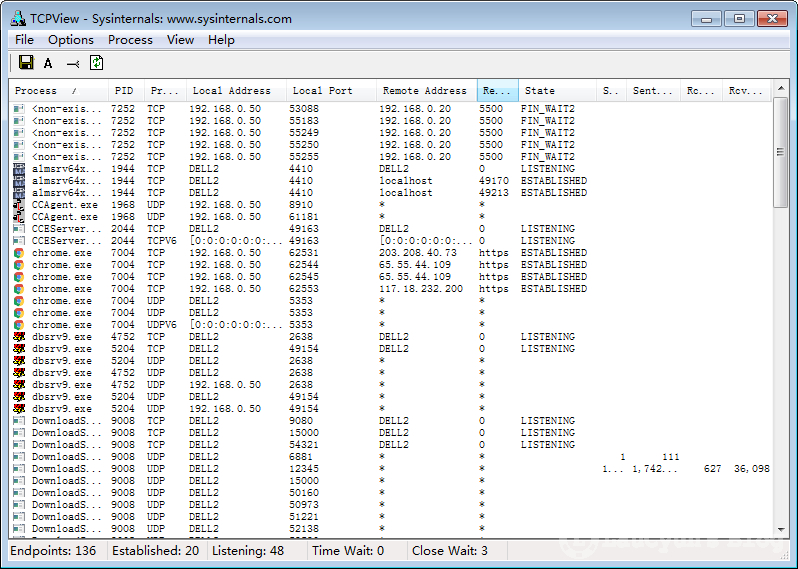 TCPView - Sysinternals: www.sysinternals.com
File Options Process View Help
A
Process / PID Pr... Local Address Local Port Remote Address Re... State S.. Sent... Rc... Rcv...
<non-exis... 7252 TCP 192.168.0.50 53088 192.168.0.20 5500 FIN_WAIT2
<non-exis... 7252 TCP 192.168.0.50 55183 192.168.0.20 5500 FIN_WAIT2
<non-exis... 7252 TCP 192.168.0.50 55249 192.168.0.20 5500 FIN_WAIT2
<non-exis... 7252 TCP 192.168.0.50 55250 192.168.0.20 5500 FIN_WAIT2
<non-exis... 7252 TCP 192.168.0.50 55255 192.168.0.20 5500 FIN_WAIT2
almsrv64x... 1944 TCP DELL2 4410 DELL2 0 LISTENING
almsrv64x... 1944 TCP DELL2 4410 localhost 49170 ESTABLISHED
almsrv64x... 1944 TCP DELL2 4410 localhost 49213 ESTABLISHED
CCAgent.exe 1968 UDP 192.168.0.50 8910 * *
CCAgent.exe 1968 UDP 192.168.0.50 61181 * *
CCEServer... 2044 TCP DELL2 49163 DELL2 0 LISTENING
CCEServer... 2044 TCPV6 [0:0:0:0:0:... 49163 [0:0:0:0:0:... 0 LISTENING
chrome.exe 7004 TCP 192.168.0.50 62531 203.208.40.73 https ESTABLISHED
chrome.exe 7004 TCP 192.168.0.50 62544 65.55.44.109 https ESTABLISHED
chrome.exe 7004 TCP 192.168.0.50 62545 65.55.44.109 https ESTABLISHED
chrome.exe 7004 TCP 192.168.0.50 62553 117.18.232.200 https ESTABLISHED
chrome.exe 7004 UDP DELL2 5353 * *
chrome.exe 7004 UDP DELL2 5353 * *
chrome.exe 7004 UDPV6 [0:0:0:0:0:... 5353 * *
dbsrv9.exe 4752 TCP DELL2 2638 DELL2 0 LISTENING
dbsrv9.exe 5204 TCP DELL2 49154 DELL2 0 LISTENING
dbsrv9.exe 5204 UDP DELL2 2638 * *
dbsrv9.exe 4752 UDP DELL2 2638 * *
dbsrv9.exe 4752 UDP 192.168.0.50 2638 * *
dbsrv9.exe 5204 UDP DELL2 49154 * *
dbsrv9.exe 5204 UDP 192.168.0.50 49154 * *
DownloadS... 9008 TCP DELL2 9080 DELL2 0 LISTENING
DownloadS... 9008 TCP DELL2 15000 DELL2 0 LISTENING
DownloadS... 9008 TCP DELL2 54321 DELL2 0 LISTENING
DownloadS... 9008 UDP DELL2 6881 * * 1 111
DownloadS... 9008 UDP DELL2 12345 * * 1... 1,742... 627 36,098
DownloadS... 9008 UDP DELL2 15000 * *
DownloadS... 9008 UDP DELL2 50160 * *
DownloadS... 9008 UDP DELL2 50973 * *
DownloadS... 9008 UDP DELL2 51221 * *
DownloadS... 9008 UDP DELL2 52138 * *
Endpoints: 136 Established: 20 Listening: 48 Time Wait: 0 Close Wait: 3